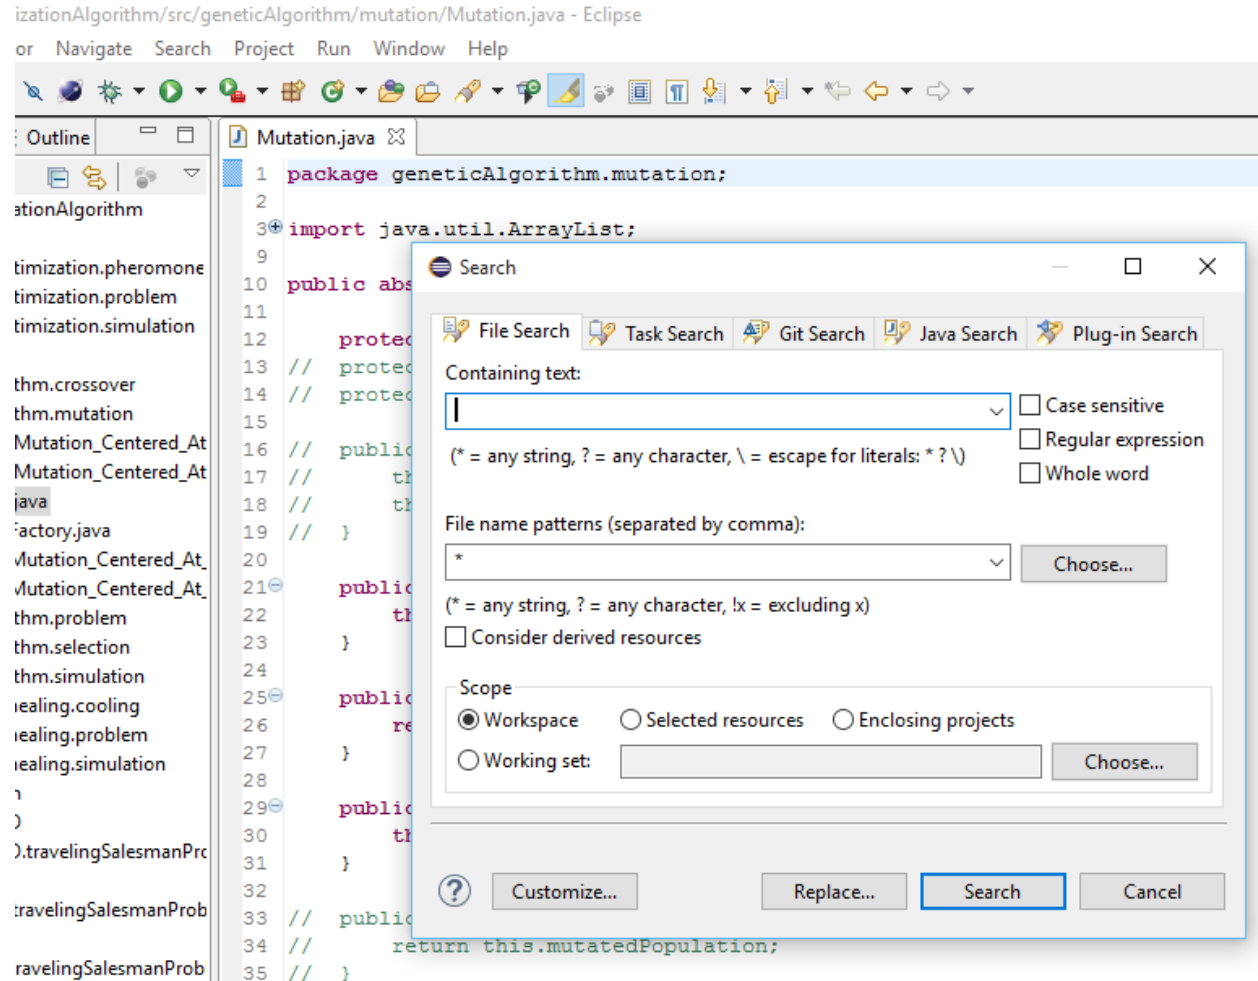 izationAlgorithm/src/geneticAlgorithm/mutation/Mutation.java - Eclipse
or Navigate Search Project Run Window Help
Outline
ationAlgorithm
timization.pheromone
timization.problem
timization.simulation
thm.crossover
thm.mutation
Mutation_Centered_At
Mutation_Centered_At
java
Factory.java
Mutation_Centered_At_
Mutation_Centered_At_
thm.problem
thm.selection
thm.simulation
nealing.cooling
nealing.problem
nealing.simulation
n
O
O.travelingSalesmanPro
travelingSalesmanProb
ravelingSalesmanProb
Mutation.java
1 package geneticAlgorithm.mutation;
2
3 import java.util.ArrayList;
9
10 public abs
11
12 protec
13 // protec
14 // protec
15
16 // public
17 // th
18 // th
19 // }
20
21 public
22 th
23 }
24
25 public
26 re
27 }
28
29 public
30 th
31 }
32
33 // public
34 // return this.mutatedPopulation;
35 // }
Search
File Search Task Search Git Search Java Search Plug-in Search
Containing text:
Case sensitive
Regular expression
Whole word
(* = any string, ? = any character, \ = escape for literals: * ? \)
File name patterns (separated by comma):
*
Choose...
(* = any string, ? = any character, !x = excluding x)
Consider derived resources
Scope
Workspace Selected resources Enclosing projects
Working set: Choose...
? Customize... Replace... Search Cancel